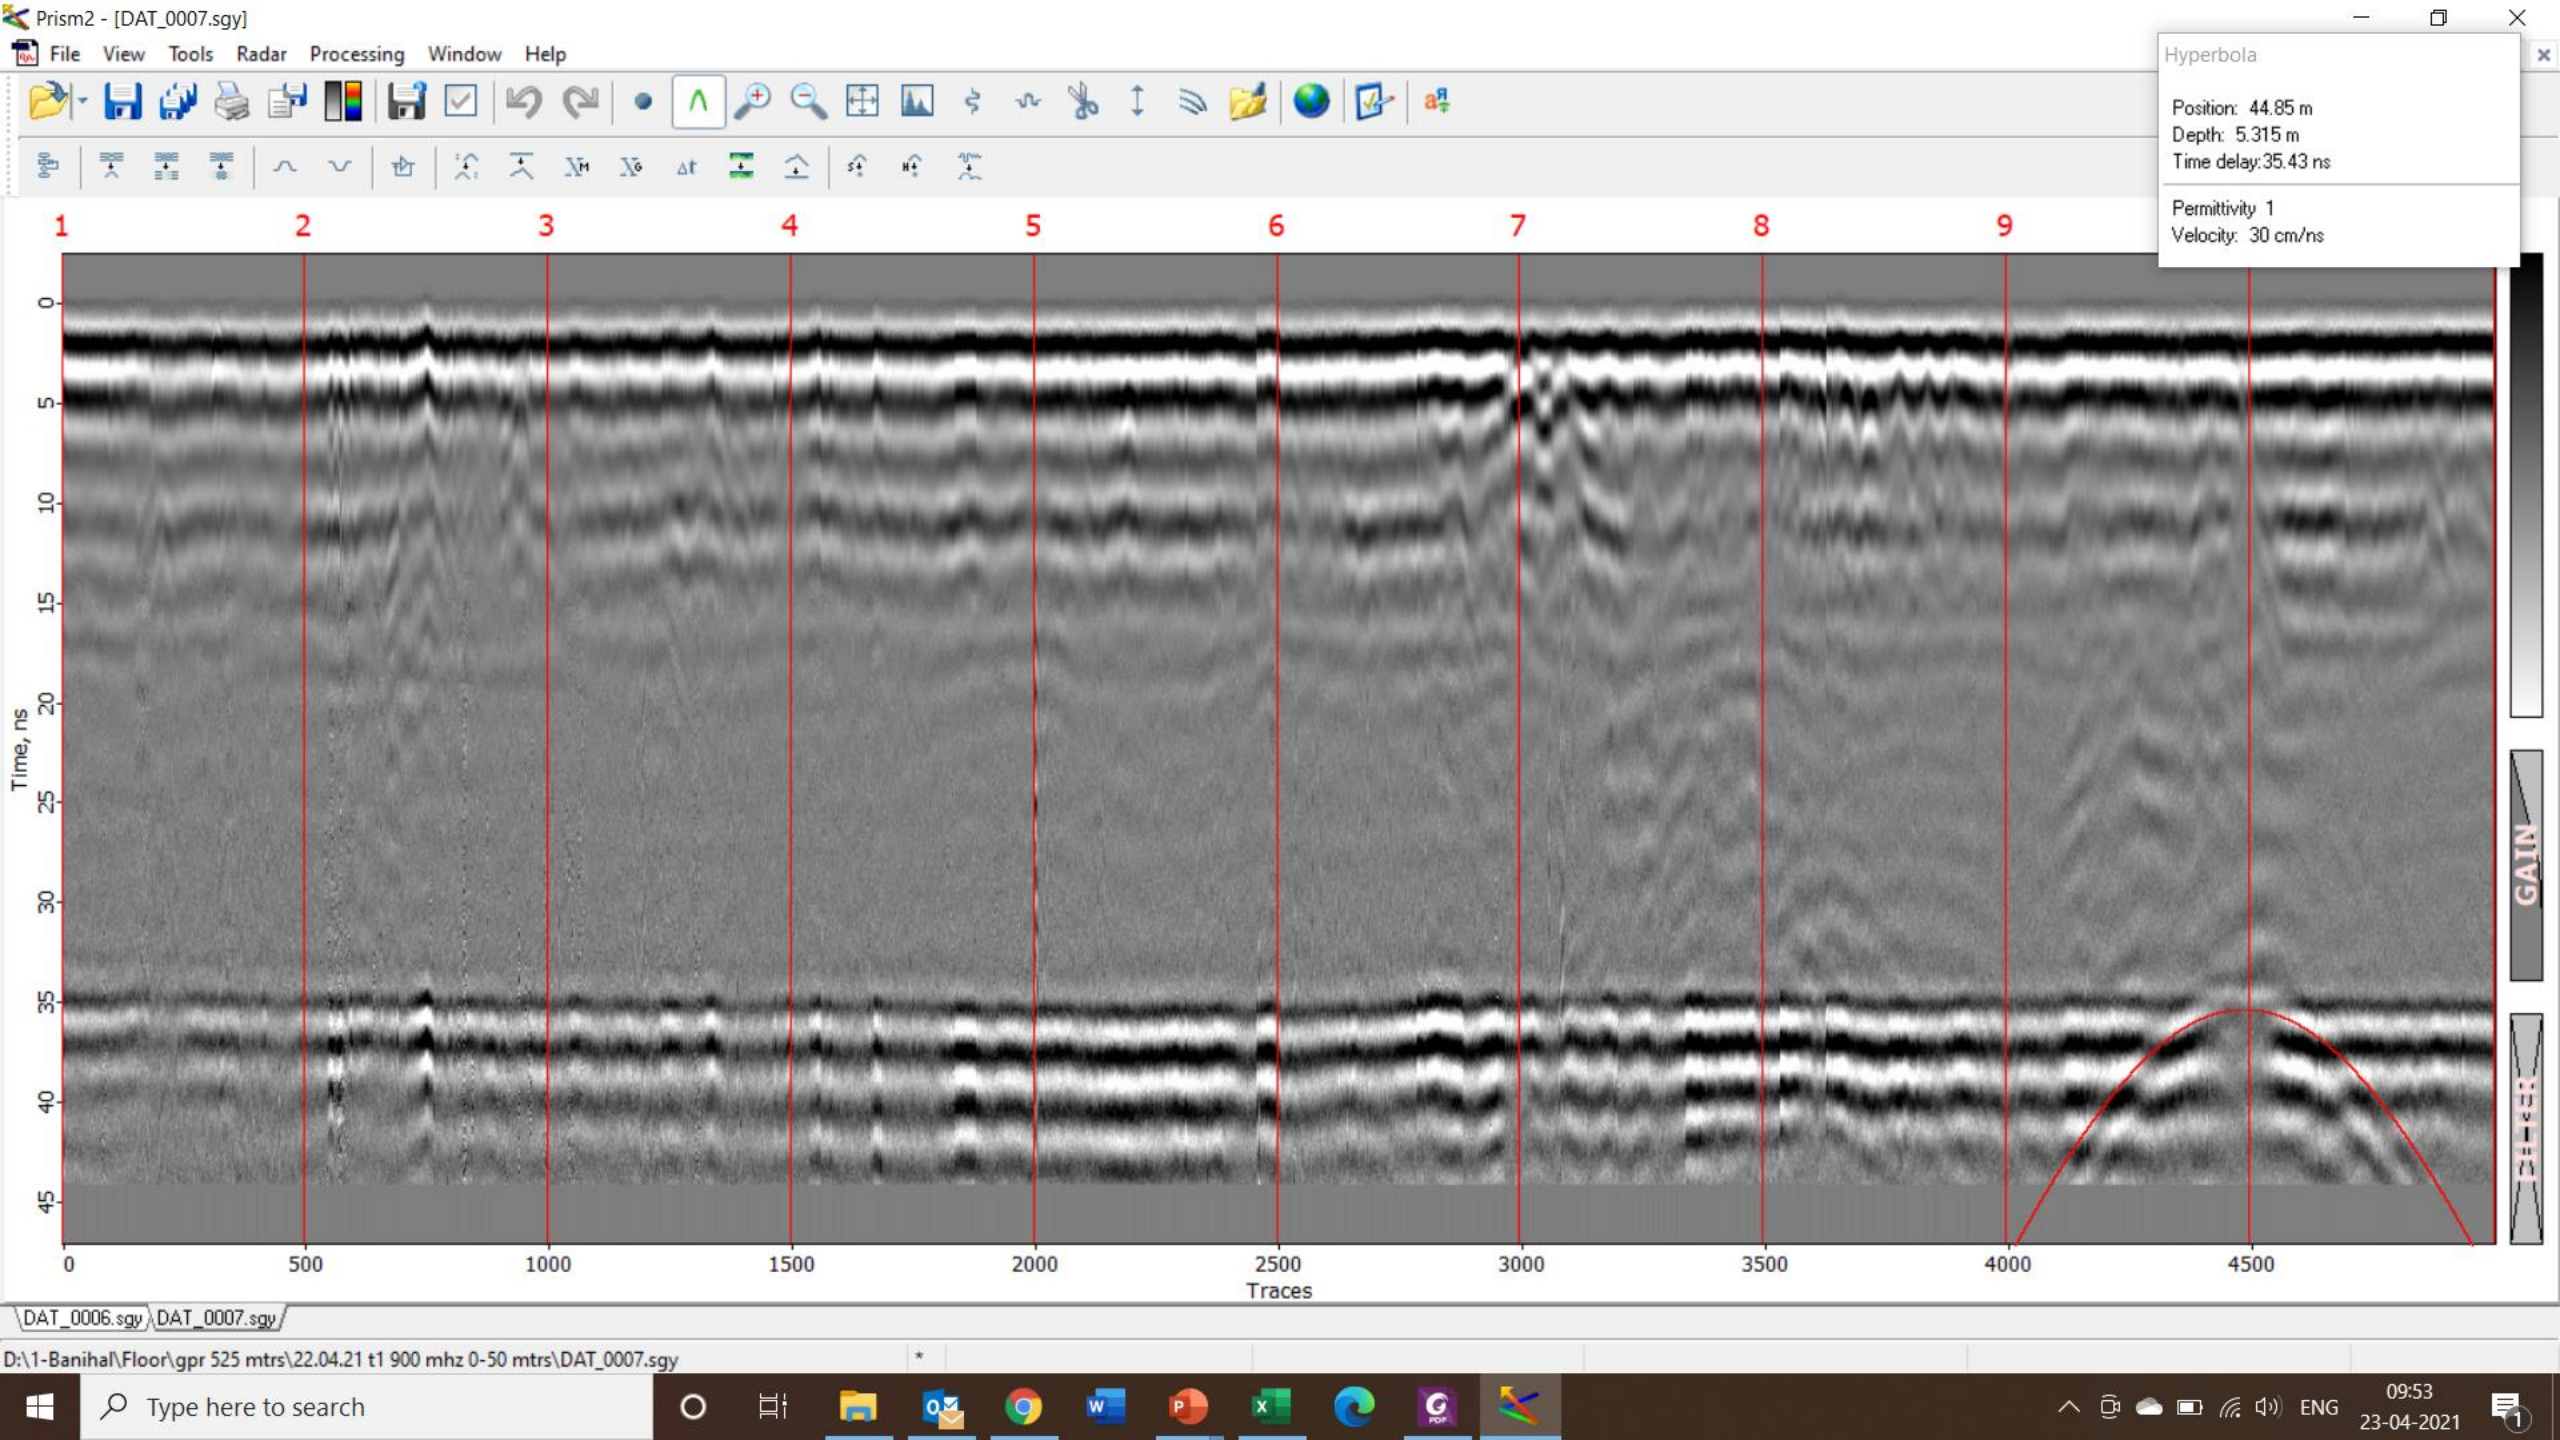 Prism2 - [DAT_0007.sgy]
File View Tools Radar Processing Window Help
Hyperbola
Position: 44.85 m
Depth: 5.315 m
Time delay:35.43 ns
Permittivity 1
Velocity: 30 cm/ns
1 2 3 4 5 6 7 8 9
0
5
10
15
20
25
30
35
40
45
Time, ns
GAIN
FILTER
0 500 1000 1500 2000 2500 3000 3500 4000 4500
Traces
DAT_0006.sgy DAT_0007.sgy
D:\1-Banihal\Floor\gpr 525 mtrs\22.04.21 t1 900 mhz 0-50 mtrs\DAT_0007.sgy *
Type here to search
ENG
09:53
23-04-2021
1